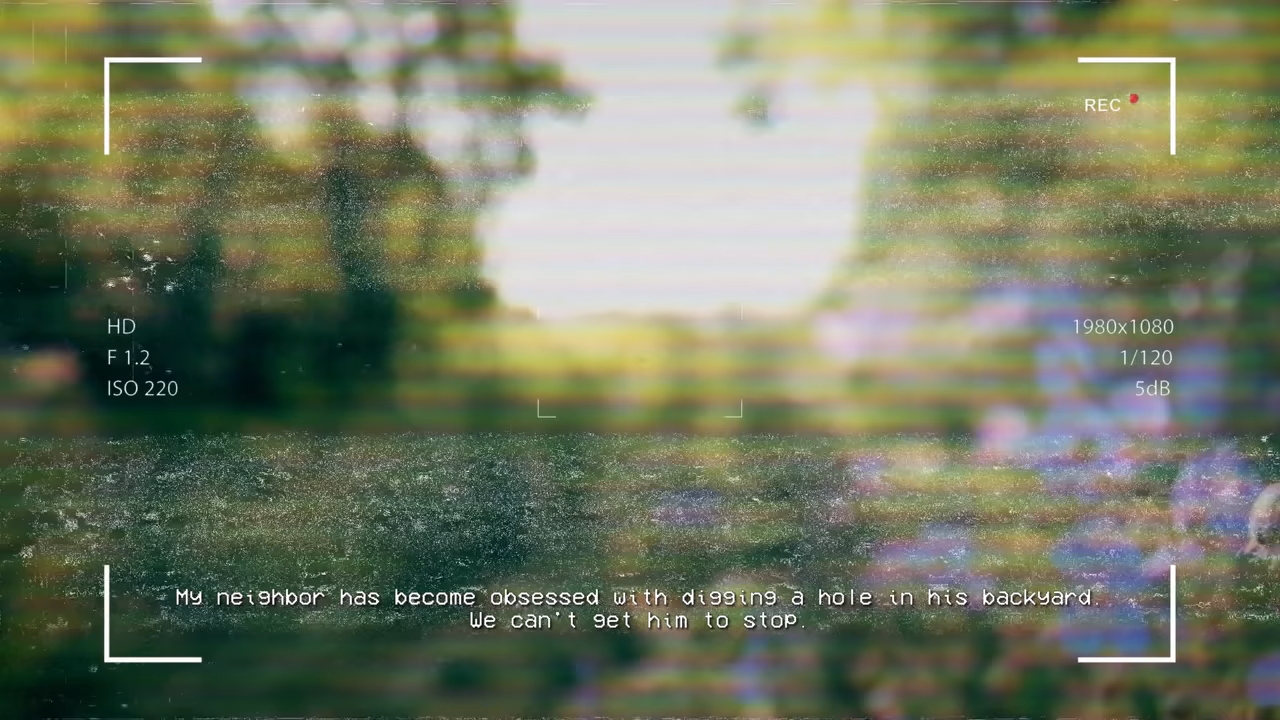 REC
HD
F 1.2
ISO 220
1980x1080
1/120
5dB
My neighbor has become obsessed with digging a hole in his backyard.
We can't get him to stop.